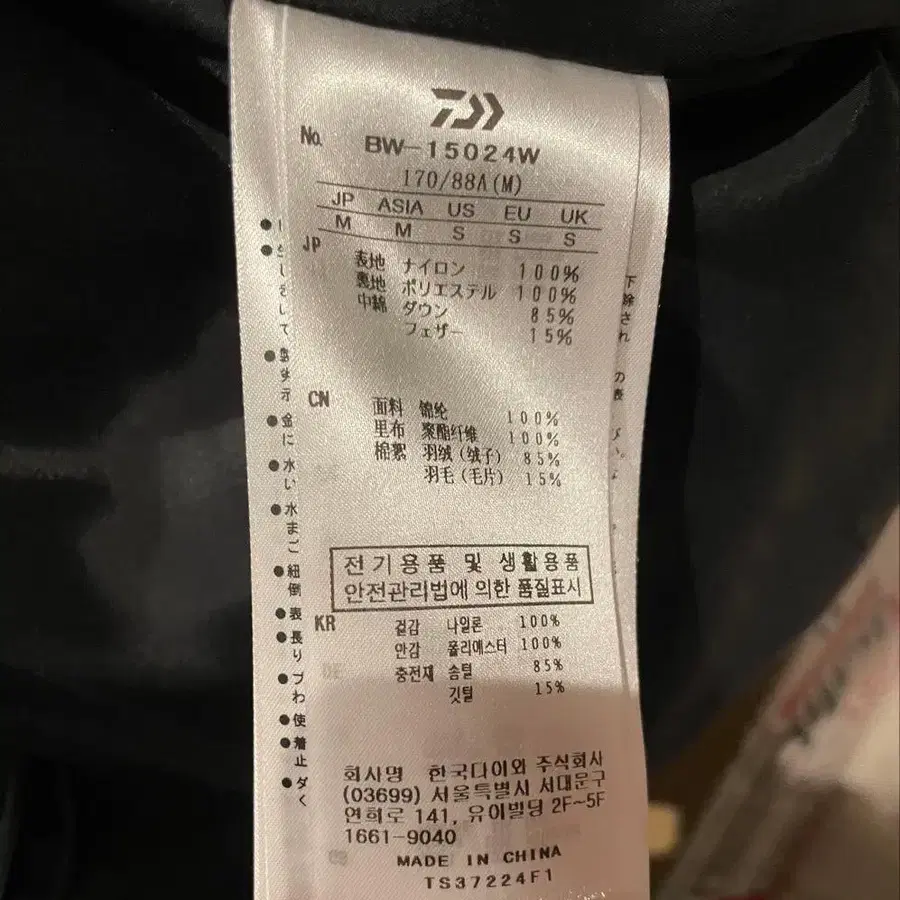 No. BW-15024W
170/88A(M)
JP ASIA US EU UK
M M S S S
JP
表地 ナイロン 100%
裏地 ポリエステル 100%
中綿 ダウン 85%
フェザー 15%
CN
面料 锦纶 100%
里布 聚酯纤维 100%
棉絮 羽绒(绒子) 85%
羽毛(毛片) 15%
전기용품 및 생활용품
안전관리법에 의한 품질표시
KR
겉감 나일론 100%
안감 폴리에스터 100%
충전재 솜털 85%
깃털 15%
회사명 한국다이와 주식회사
(03699) 서울특별시 서대문구
연희로 141, 유이빌딩 2F~5F
1661-9040
MADE IN CHINA
TS37224F1